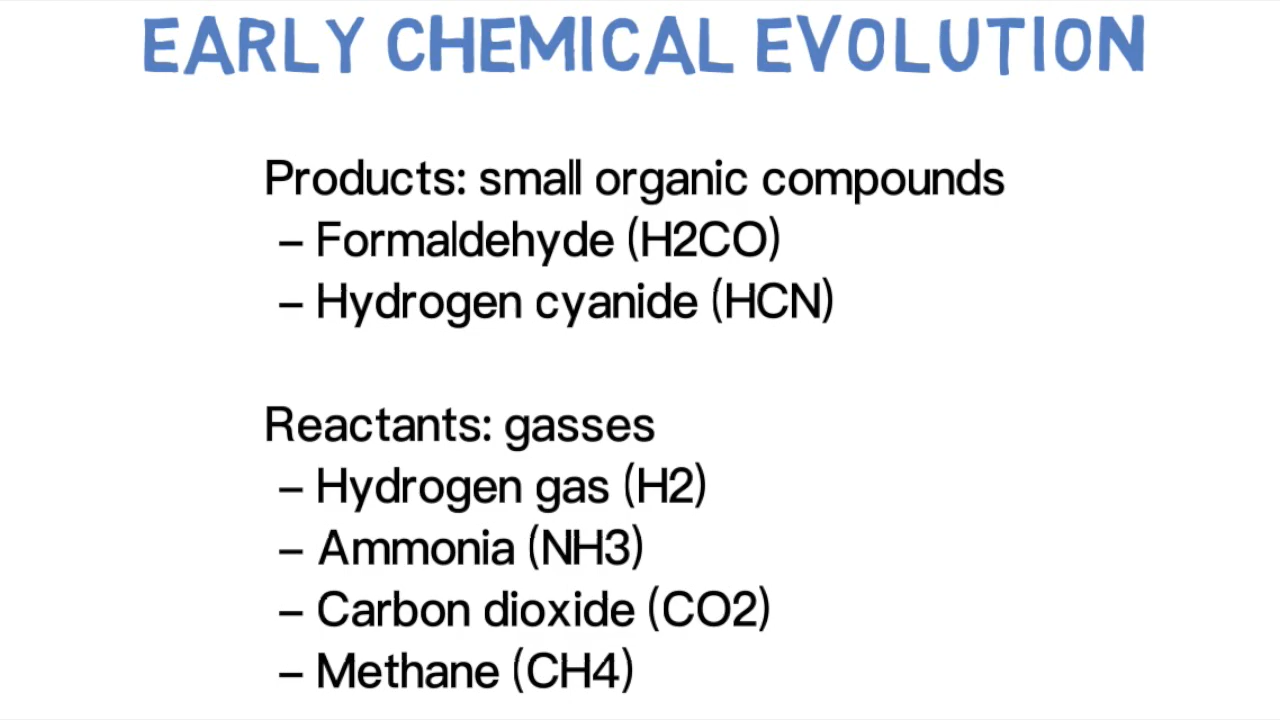 EARLY CHEMICAL EVOLUTION
Products: small organic compounds
– Formaldehyde (H2CO)
– Hydrogen cyanide (HCN)
Reactants: gasses
– Hydrogen gas (H2)
– Ammonia (NH3)
– Carbon dioxide (CO2)
– Methane (CH4)